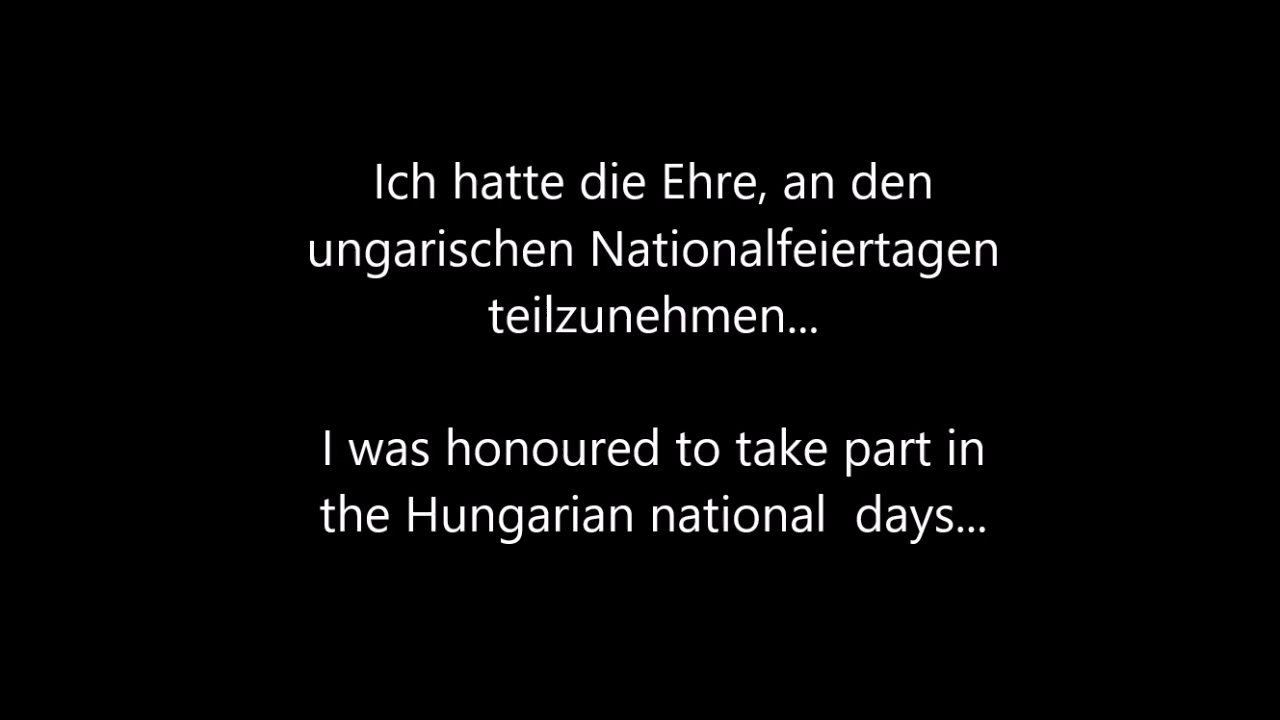 Ich hatte die Ehre, an den
ungarischen Nationalfeiertagen
teilzunehmen...
I was honoured to take part in
the Hungarian national  days...